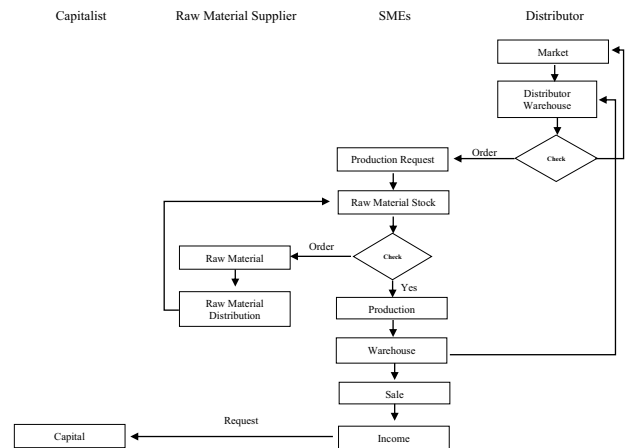 Capitalist
Raw Material Supplier
SMEs
Distributor
Market
Distributor
Warehouse
Check
Order
Production Request
Raw Material Stock
Check
Order
Raw Material
Yes
Raw Material
Distribution
Production
Warehouse
Sale
Request
Capital
Income